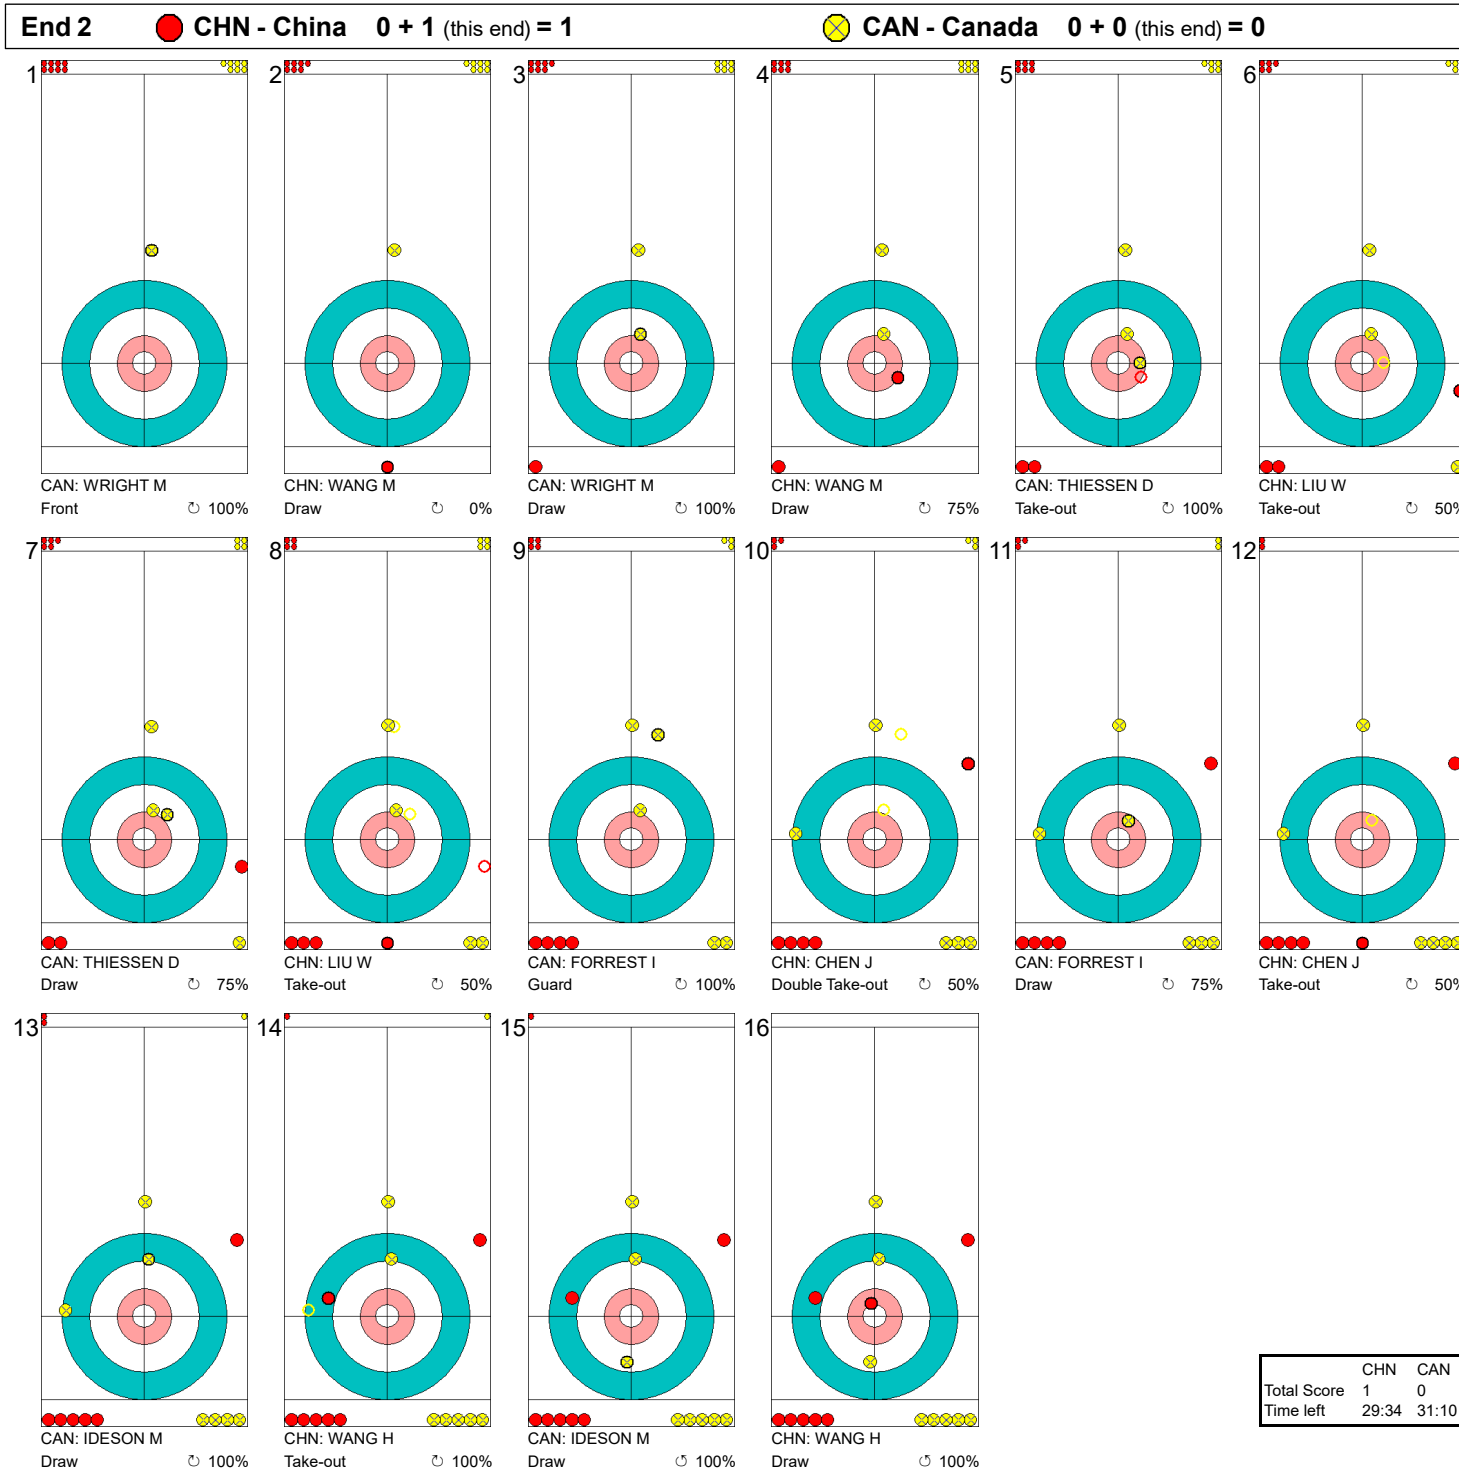 End 2 CHN - China 0 + 1 (this end) = 1 CAN - Canada 0 + 0 (this end) = 0
1 2 3 4 5 6
CAN: WRIGHT M CHN: WANG M CAN: WRIGHT M CHN: WANG M CAN: THIESSEN D CHN: LIU W
Front ↻ 100% Draw ↻ 0% Draw ↻ 100% Draw ↻ 75% Take-out ↻ 100% Take-out ↻ 50%
7 8 9 10 11 12
CAN: THIESSEN D CHN: LIU W CAN: FORREST I CHN: CHEN J CAN: FORREST I CHN: CHEN J
Draw ↻ 75% Take-out ↻ 50% Guard ↻ 100% Double Take-out ↻ 50% Draw ↻ 75% Take-out ↻ 50%
13 14 15 16
CAN: IDESON M CHN: WANG H CAN: IDESON M CHN: WANG H
Draw ↻ 100% Take-out ↺ 100% Draw ↺ 100% Draw ↺ 100%
CHN CAN
Total Score 1 0
Time left 29:34 31:10